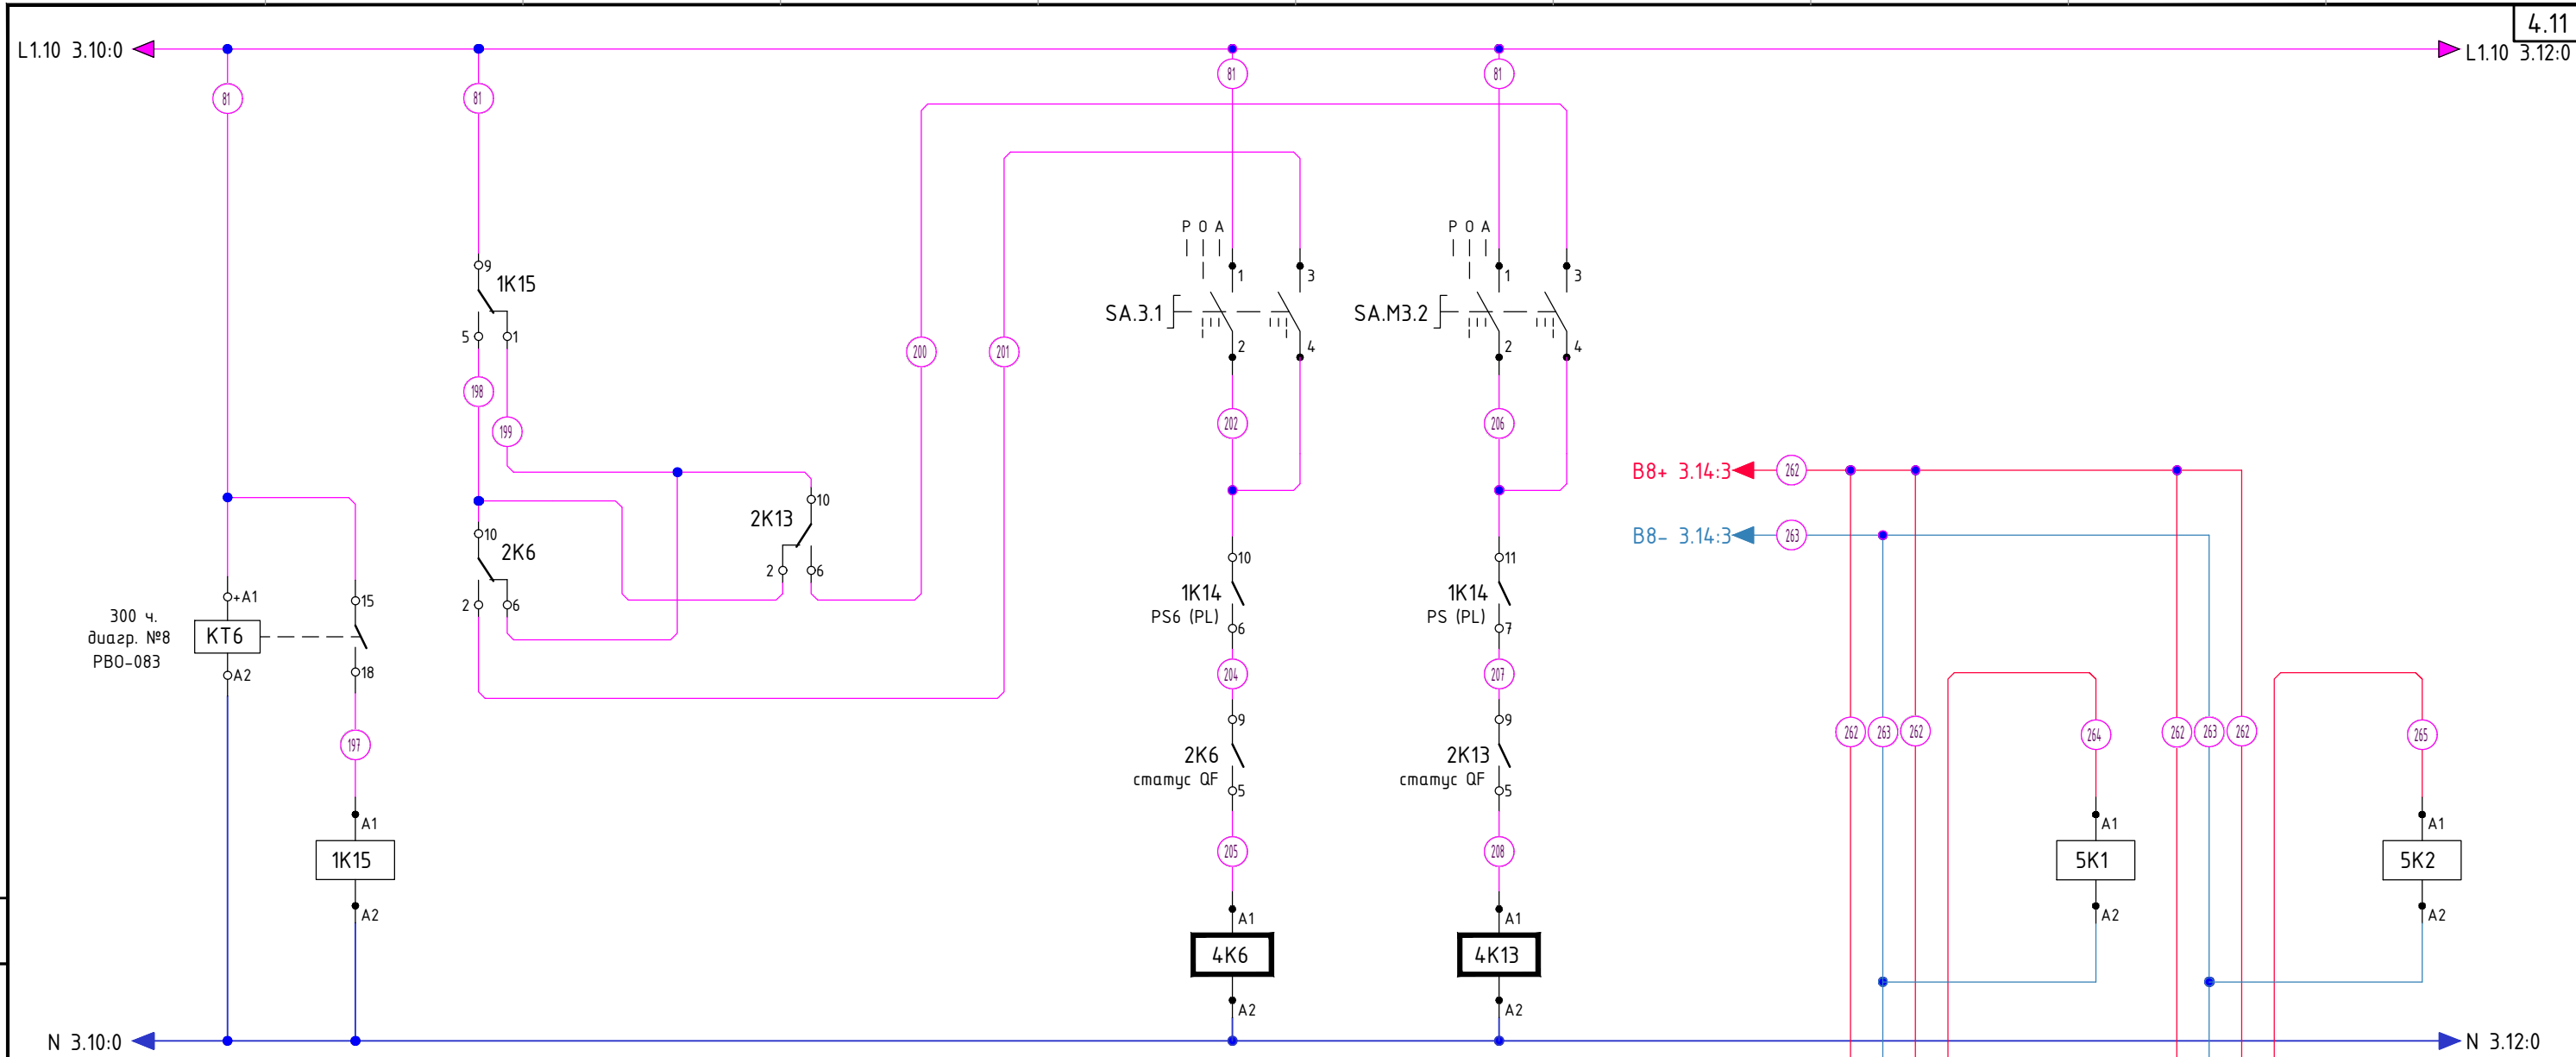 4.11
L1.10 3.10:0
L1.10 3.12:0
81
81
81
81
P O A
P O A
9
1K15
5
1
1
3
SA.3.1
2
4
1
3
SA.M3.2
2
4
200
201
198
199
202
206
B8+ 3.14:3
262
B8- 3.14:3
263
10
2K13
2
6
10
2K6
2
6
10
1K14
PS6 (PL)
6
11
1K14
PS (PL)
7
300 ч.
диагр. №8
РВО-083
+A1
KT6
A2
15
18
197
204
207
9
2K6
статус QF
5
9
2K13
статус QF
5
262
263
262
264
262
263
262
265
A1
1K15
A2
205
208
A1
5K1
A2
A1
5K2
A2
A1
4K6
A2
A1
4K13
A2
N 3.10:0
N 3.12:0